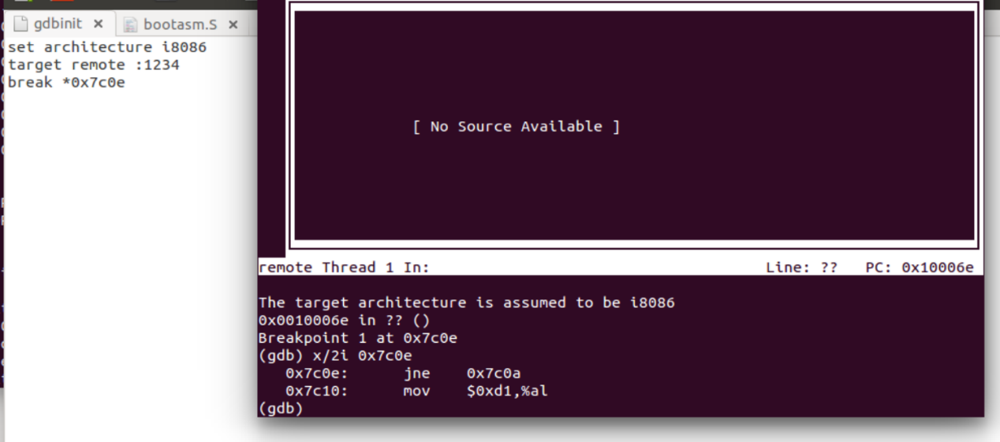 gdbinit
bootasm.S
set architecture i8086
target remote :1234
break *0x7c0e
[ No Source Available ]
remote Thread 1 In: Line: ?? PC: 0x10006e
The target architecture is assumed to be i8086
0x0010006e in ?? ()
Breakpoint 1 at 0x7c0e
(gdb) x/2i 0x7c0e
0x7c0e: jne 0x7c0a
0x7c10: mov $0xd1,%al
(gdb)